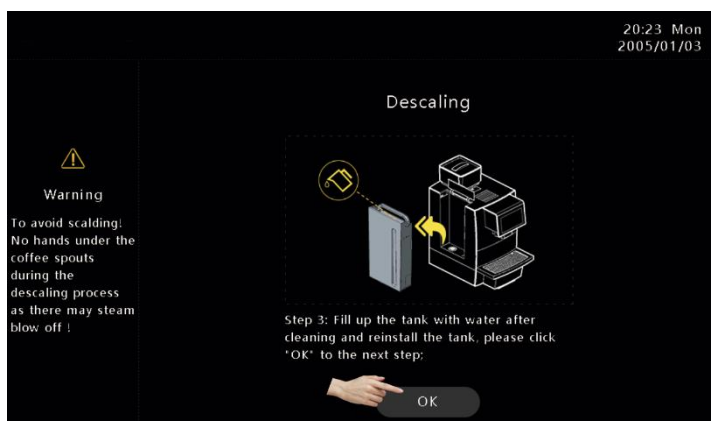 20:23 Mon
2005/01/03
Descaling
Warning
To avoid scalding!
No hands under the
coffee spouts
during the
descaling process
as there may steam
blow off !
Step 3: Fill up the tank with water after
cleaning and reinstall the tank, please click
"OK" to the next step;
OK